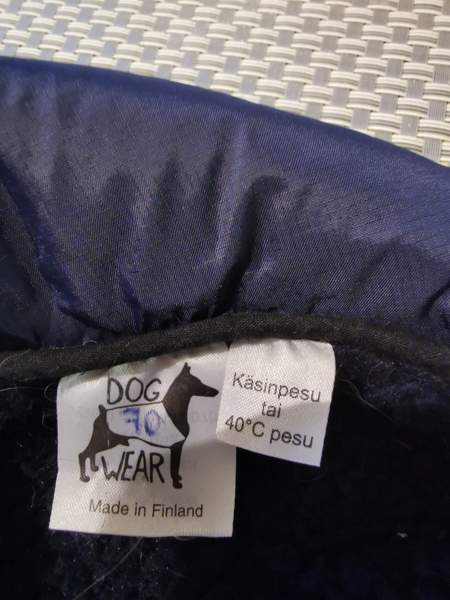 DOG
70
WEAR
Made in Finland
Käsinpesu
tai
40°C pesu